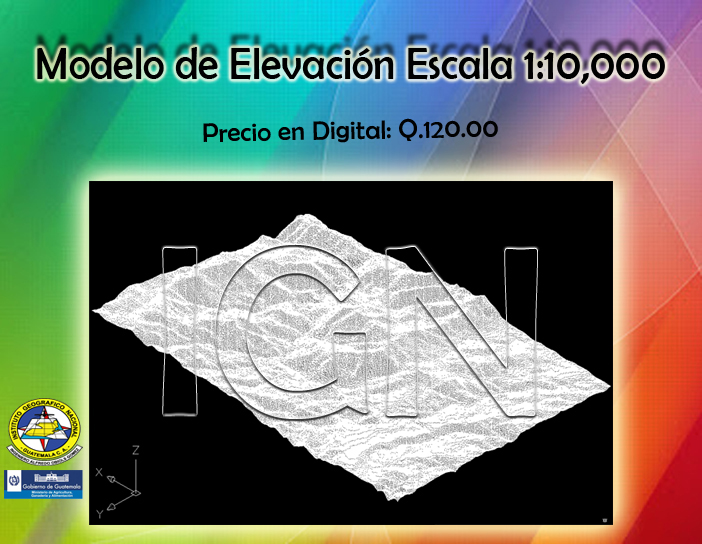 Modelo de Elevación Escala 1:10,000
Precio en Digital: Q.120.00
IGN
Z
X
Y
INSTITUTO GEOGRAFICO NACIONAL
GUATEMALA C. A.
Gobierno de Guatemala
Ministerio de Agricultura,
Ganadería y Alimentación